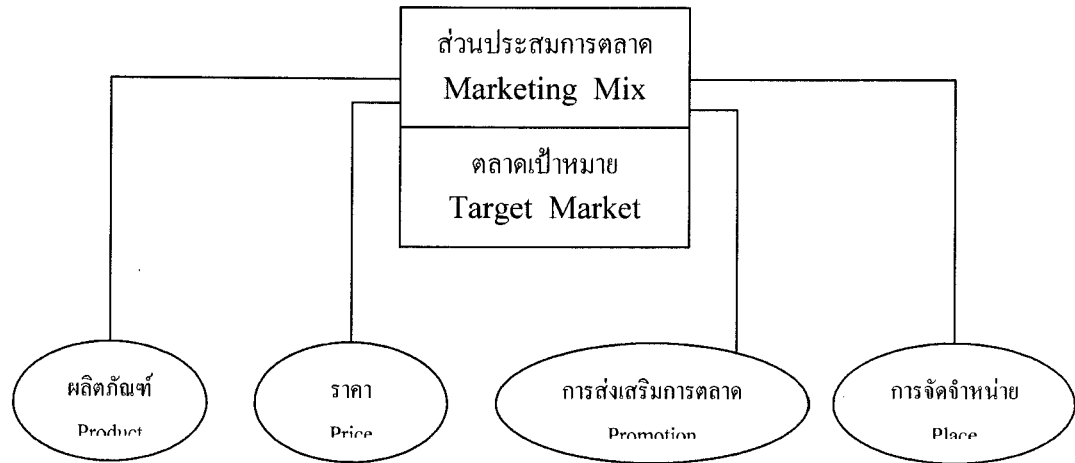 ส่วนประสมการตลาด
Marketing Mix
ตลาดเป้าหมาย
Target Market
ผลิตภัณฑ์
Product
ราคา
Price
การส่งเสริมการตลาด
Promotion
การจัดจำหน่าย
Place